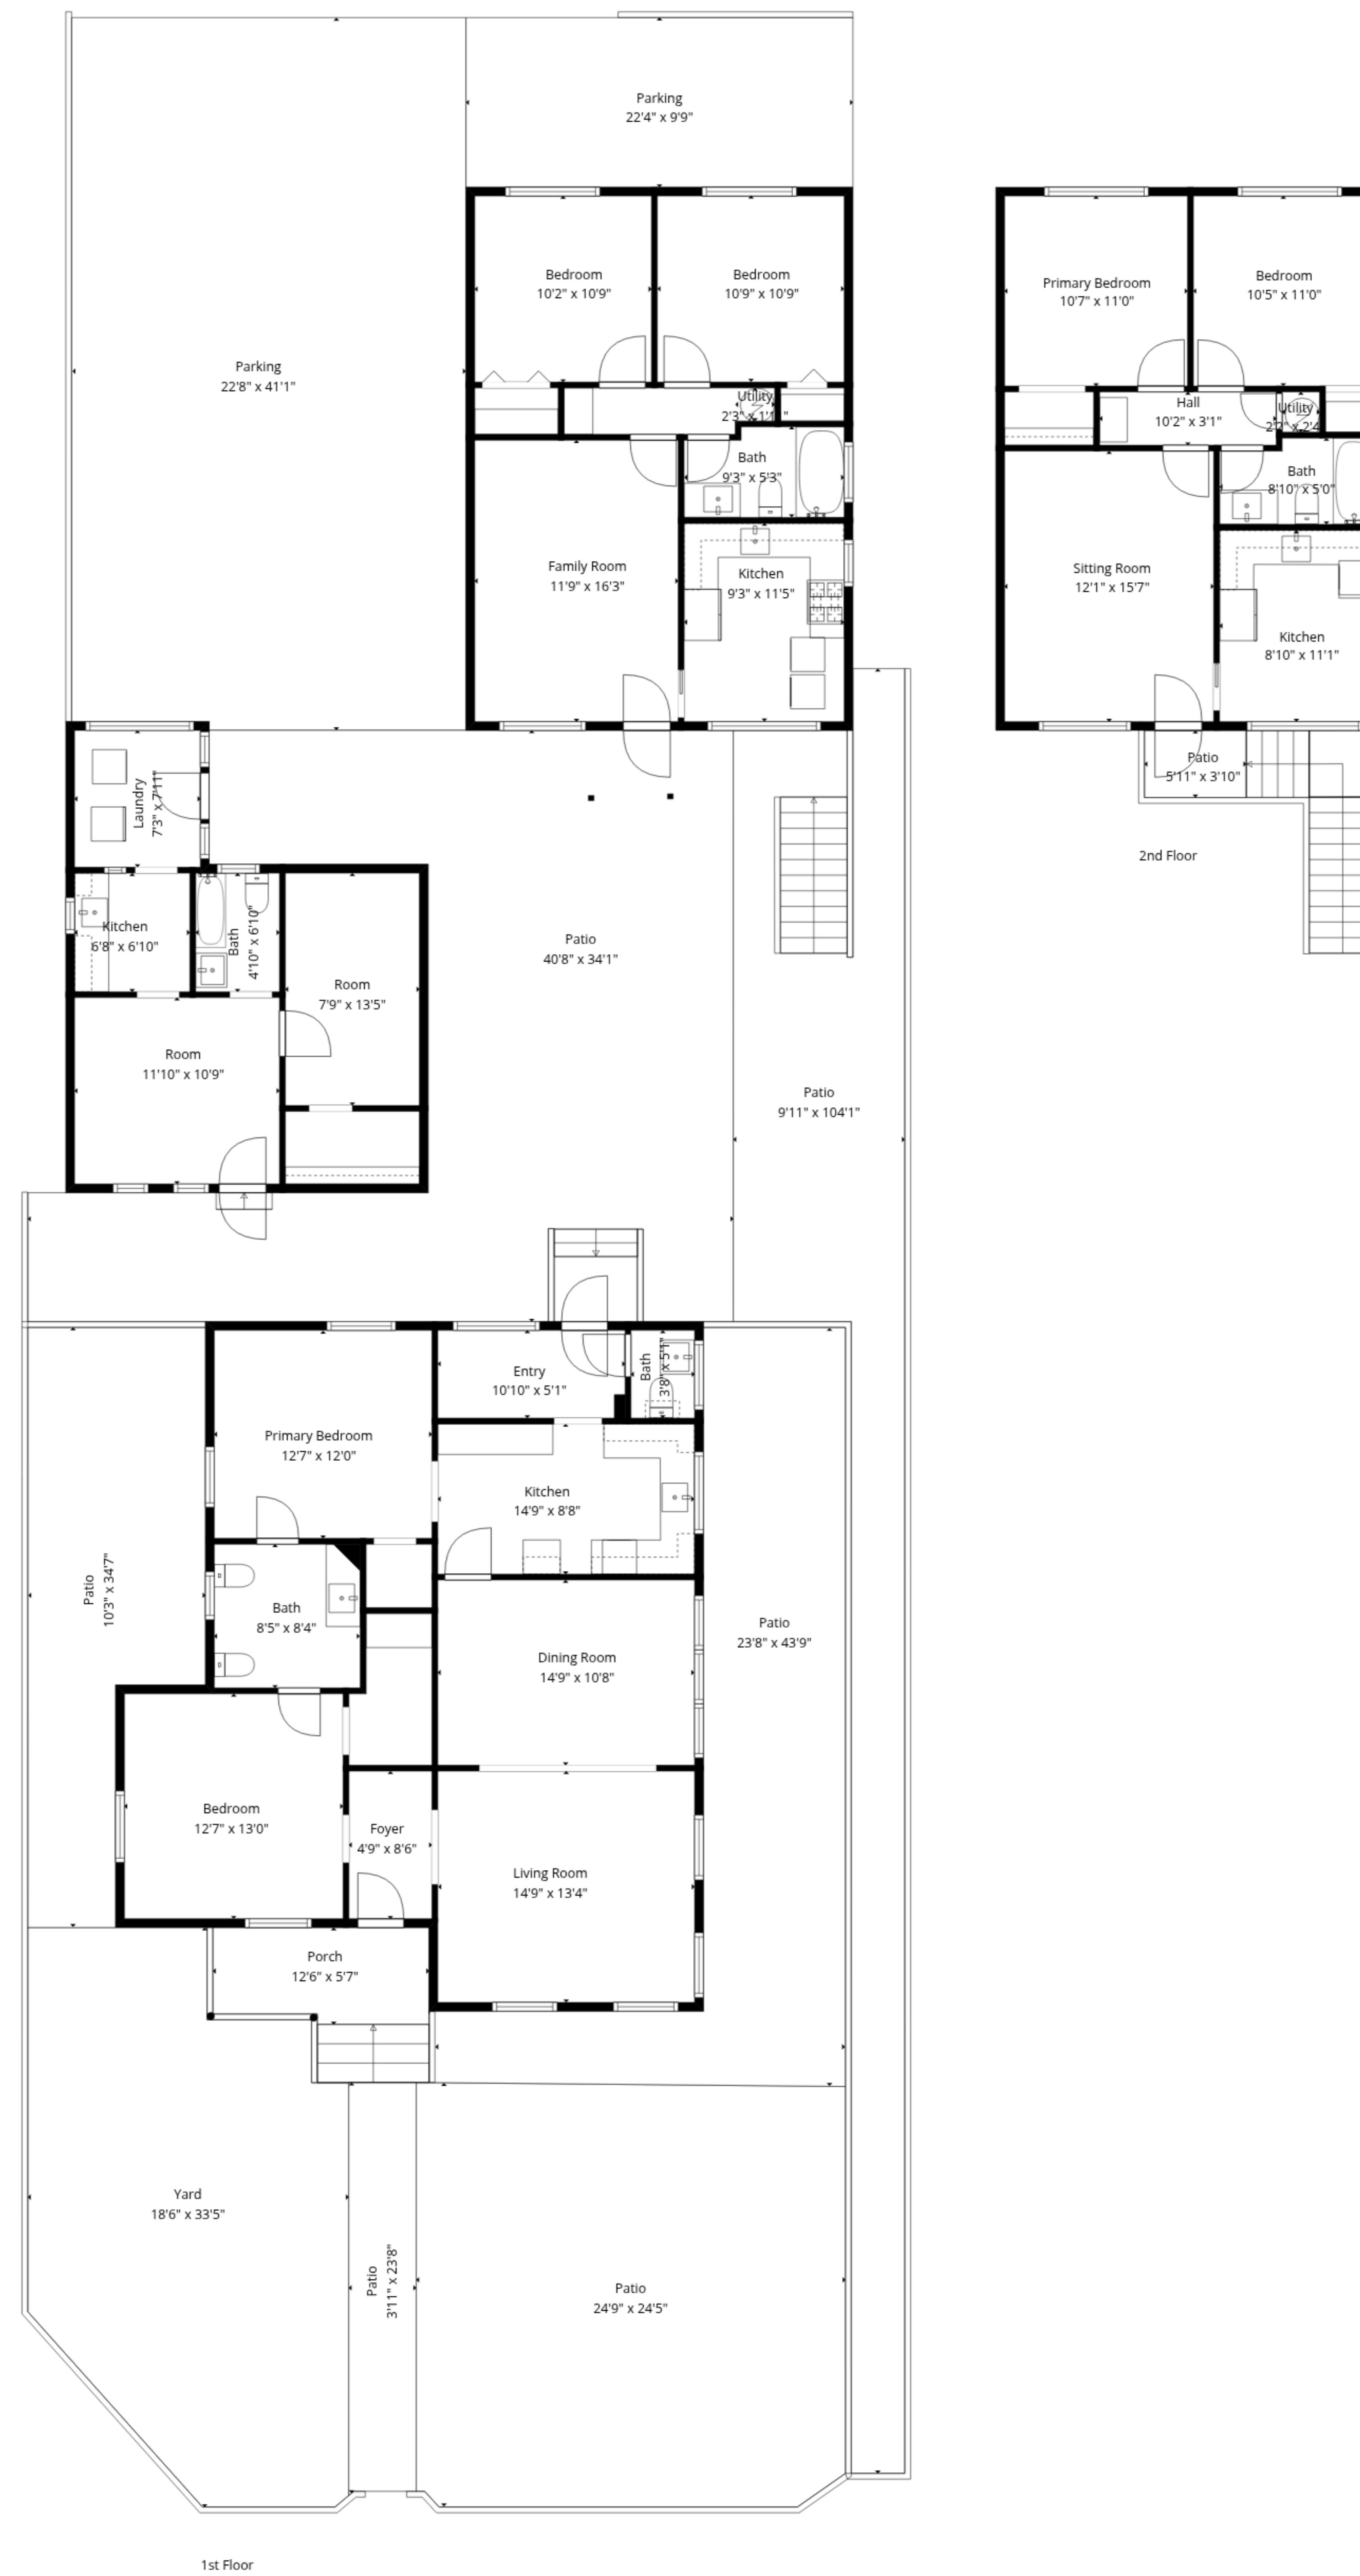 Parking
22'4" x 9'9"
Bedroom
10'2" x 10'9"
Bedroom
10'9" x 10'9"
Primary Bedroom
10'7" x 11'0"
Bedroom
10'5" x 11'0"
Parking
22'8" x 41'1"
Utility
2'3" x
Hall
10'2" x 3'1"
Utility
2'2" x 2'4
Bath
9'3" x 5'3"
Bath
8'10" x 5'0"
Family Room
11'9" x 16'3"
Kitchen
9'3" x 11'5"
Sitting Room
12'1" x 15'7"
Kitchen
8'10" x 11'1"
Laundry
7'3" x 7'11"
Patio
5'11" x 3'10"
2nd Floor
Kitchen
6'8" x 6'10"
Bath
4'10" x 6'10"
Room
7'9" x 13'5"
Patio
40'8" x 34'1"
Room
11'10" x 10'9"
Patio
9'11" x 104'1"
Entry
10'10" x 5'1"
Bath
3'8" x 5'1"
Primary Bedroom
12'7" x 12'0"
Kitchen
14'9" x 8'8"
Patio
10'3" x 34'7"
Bath
8'5" x 8'4"
Dining Room
14'9" x 10'8"
Patio
23'8" x 43'9"
Bedroom
12'7" x 13'0"
Foyer
4'9" x 8'6"
Living Room
14'9" x 13'4"
Porch
12'6" x 5'7"
Yard
18'6" x 33'5"
Patio
3'11" x 23'8"
Patio
24'9" x 24'5"
1st Floor